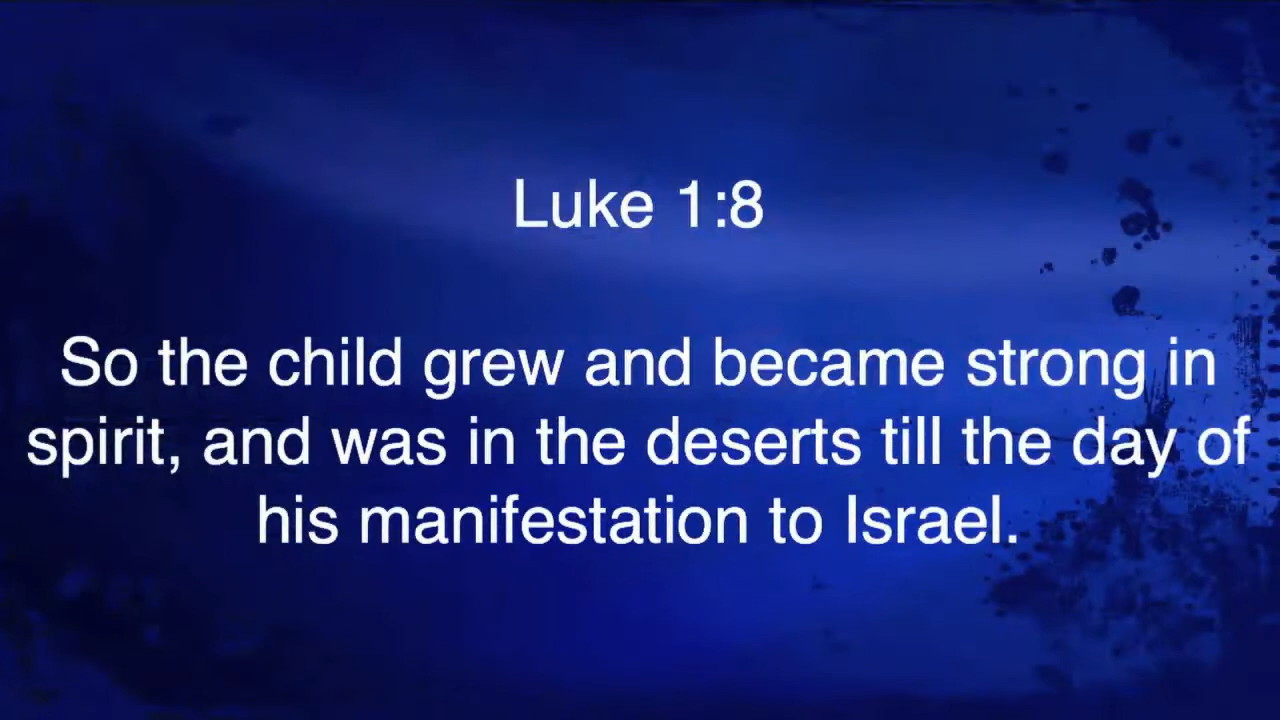 Luke 1:8
So the child grew and became strong in
spirit, and was in the deserts till the day of
his manifestation to Israel.